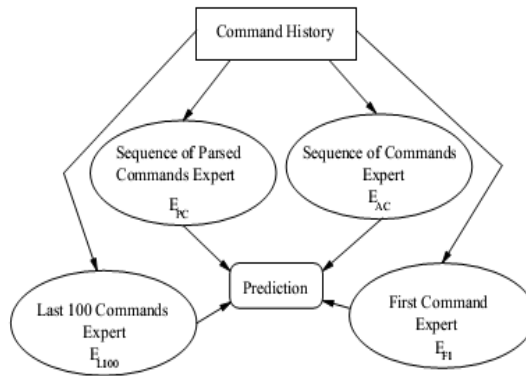 Command History
Sequence of Parsed
Commands Expert
E_PC
Sequence of Commands
Expert
E_AC
Prediction
Last 100 Commands
Expert
E_L100
First Command
Expert
E_F1